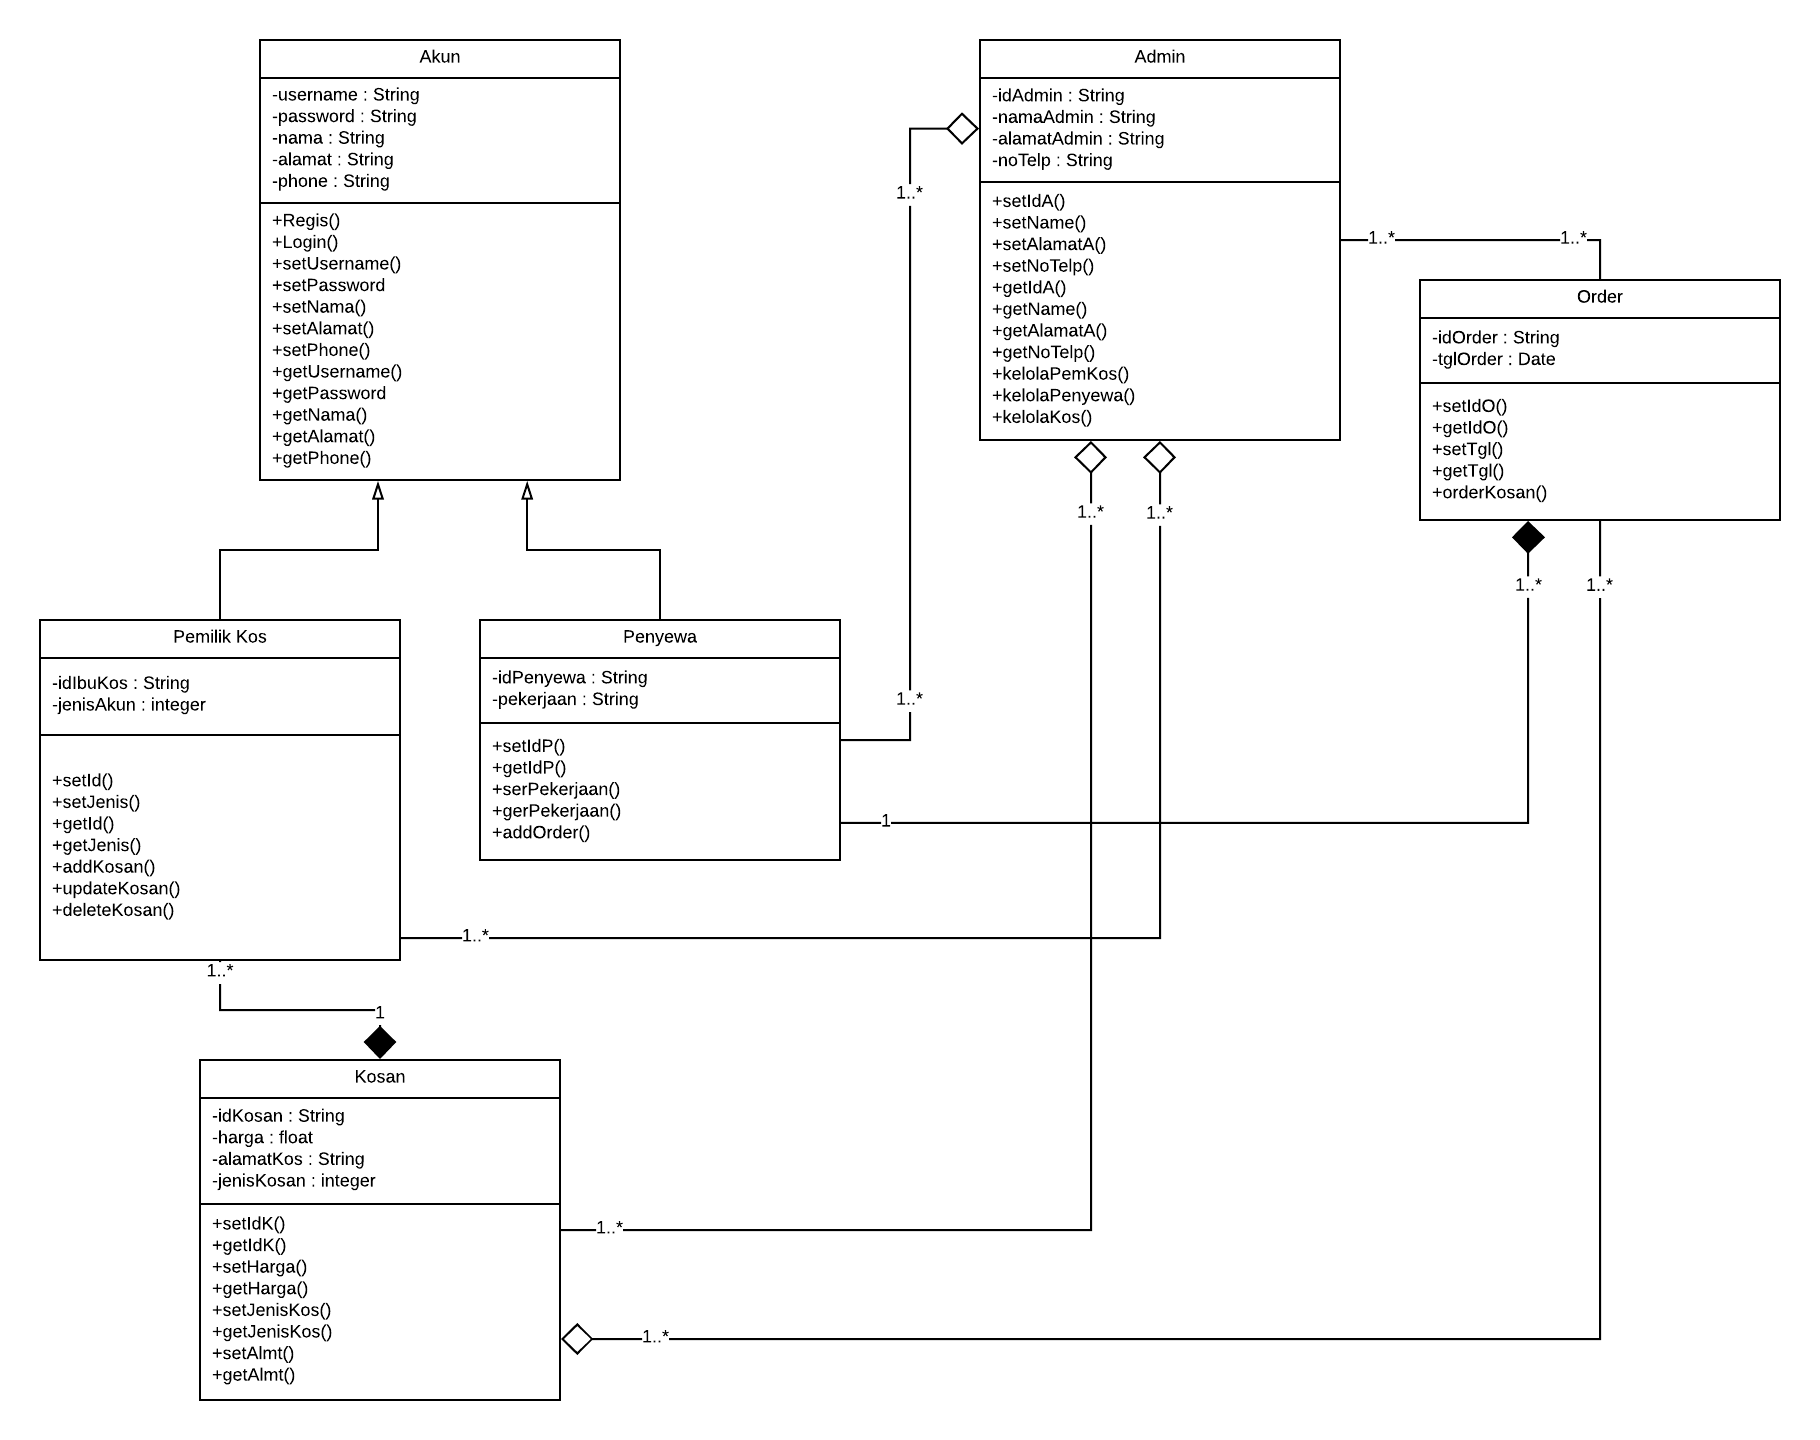 Akun
-username : String
-password : String
-nama : String
-alamat : String
-phone : String
+Regis()
+Login()
+setUsername()
+setPassword
+setNama()
+setAlamat()
+setPhone()
+getUsername()
+getPassword
+getNama()
+getAlamat()
+getPhone()
Admin
-idAdmin : String
-namaAdmin : String
-alamatAdmin : String
-noTelp : String
+setIdA()
+setName()
+setAlamatA()
+setNoTelp()
+getIdA()
+getName()
+getAlamatA()
+getNoTelp()
+kelolaPemKos()
+kelolaPenyewa()
+kelolaKos()
1..*
1..*
1..*
Order
-idOrder : String
-tglOrder : Date
+setIdO()
+getIdO()
+setTgl()
+getTgl()
+orderKosan()
1..*
1..*
1..*
1..*
Pemilik Kos
-idIbuKos : String
-jenisAkun : integer
+setId()
+setJenis()
+getId()
+getJenis()
+addKosan()
+updateKosan()
+deleteKosan()
Penyewa
-idPenyewa : String
-pekerjaan : String
+setIdP()
+getIdP()
+serPekerjaan()
+gerPekerjaan()
+addOrder()
1..*
1
1..*
1..*
1
Kosan
-idKosan : String
-harga : float
-alamatKos : String
-jenisKosan : integer
+setIdK()
+getIdK()
+setHarga()
+getHarga()
+setJenisKos()
+getJenisKos()
+setAlmt()
+getAlmt()
1..*
1..*